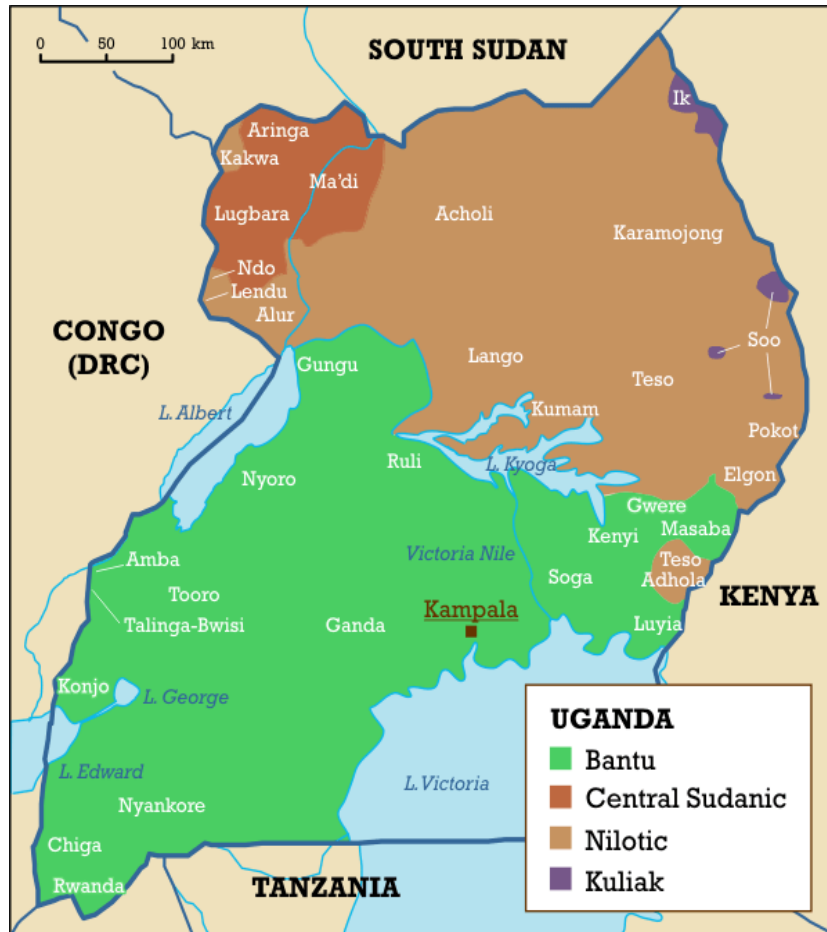 0 50 100 km
SOUTH SUDAN
Ik
Aringa
Kakwa
Ma'di
Lugbara
Acholi
Karamojong
Ndo
Lendu
Alur
CONGO
(DRC)
Soo
Gungu
Lango
Teso
L. Albert
Kumam
Pokot
Ruli
L. Kyoga
Elgon
Nyoro
Gwere
Masaba
Kenyi
Victoria Nile
Amba
Teso
Adhola
Soga
Tooro
KENYA
Kampala
Talinga-Bwisi
Ganda
Luyia
Konjo
L. George
UGANDA
Bantu
Central Sudanic
Nilotic
Kuliak
L. Edward
L. Victoria
Nyankore
Chiga
Rwanda
TANZANIA